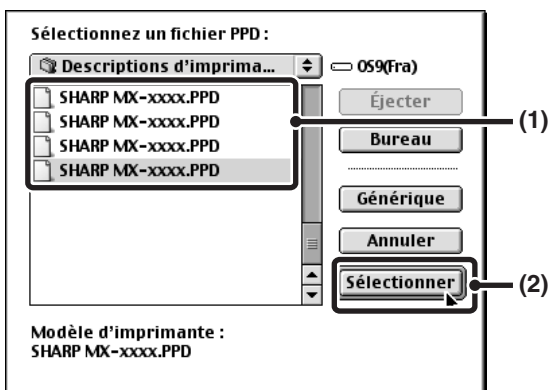 Sélectionnez un fichier PPD :
Descriptions d'imprima... OS9(Fra)
SHARP MX-xxxx.PPD
SHARP MX-xxxx.PPD
SHARP MX-xxxx.PPD
SHARP MX-xxxx.PPD
Éjecter
(1)
Bureau
Générique
Annuler
Sélectionner
(2)
Modèle d'imprimante :
SHARP MX-xxxx.PPD